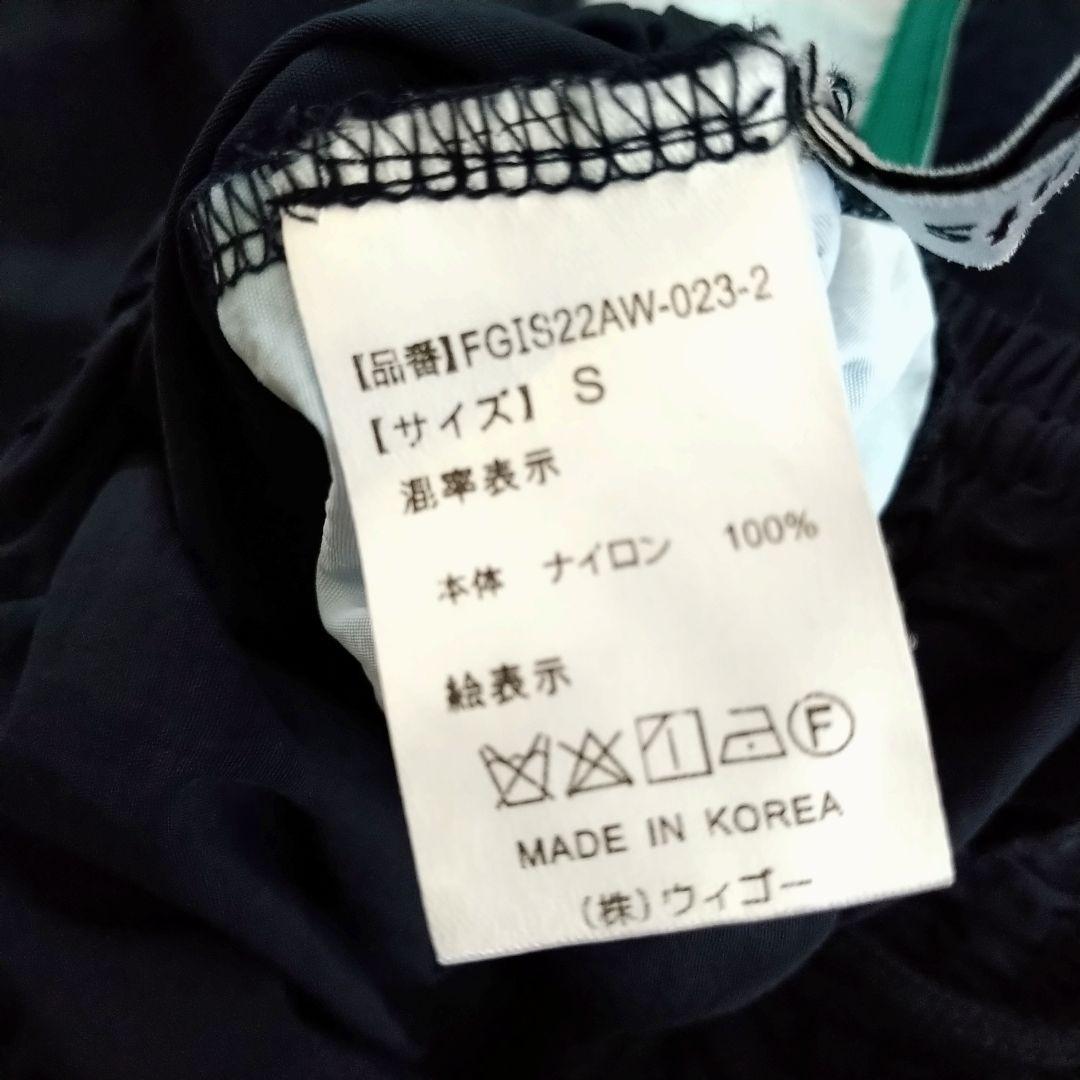 【品番】FGIS22AW-023-2
【サイズ】 S
混率表示
本体 ナイロン 100%
絵表示
F
MADE IN KOREA
(株)ウィゴー